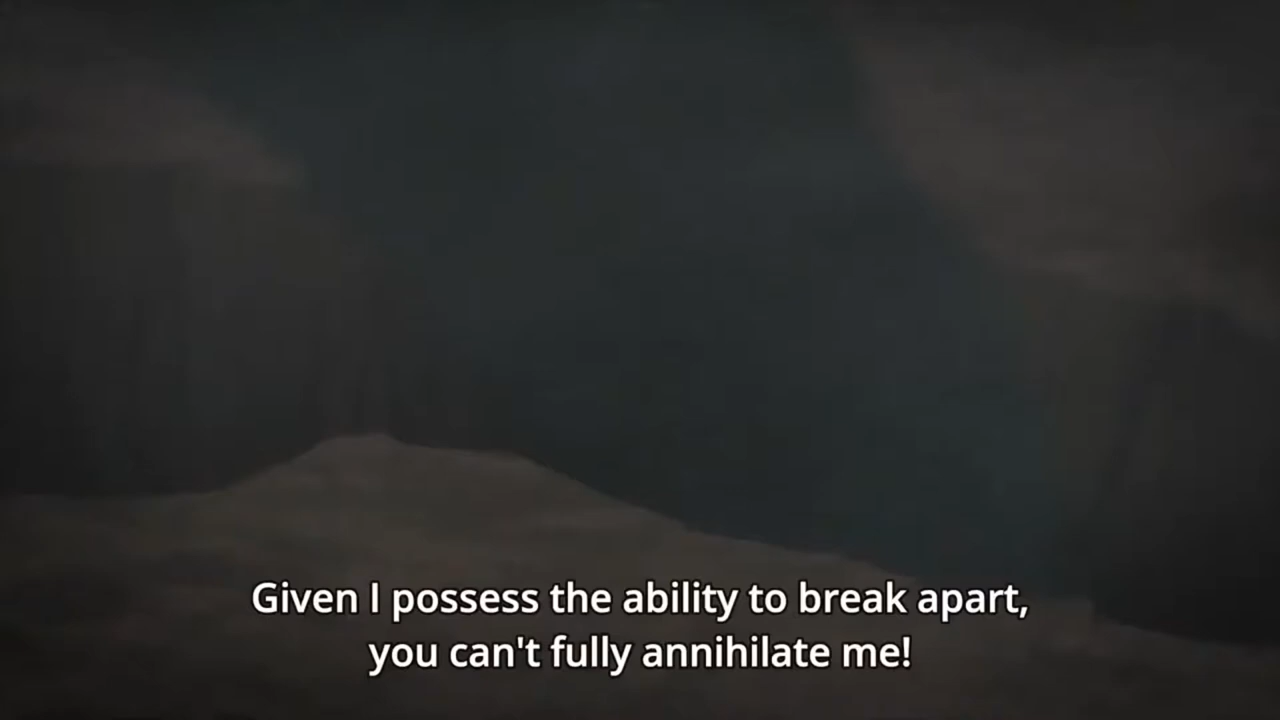 Given I possess the ability to break apart,
you can't fully annihilate me!